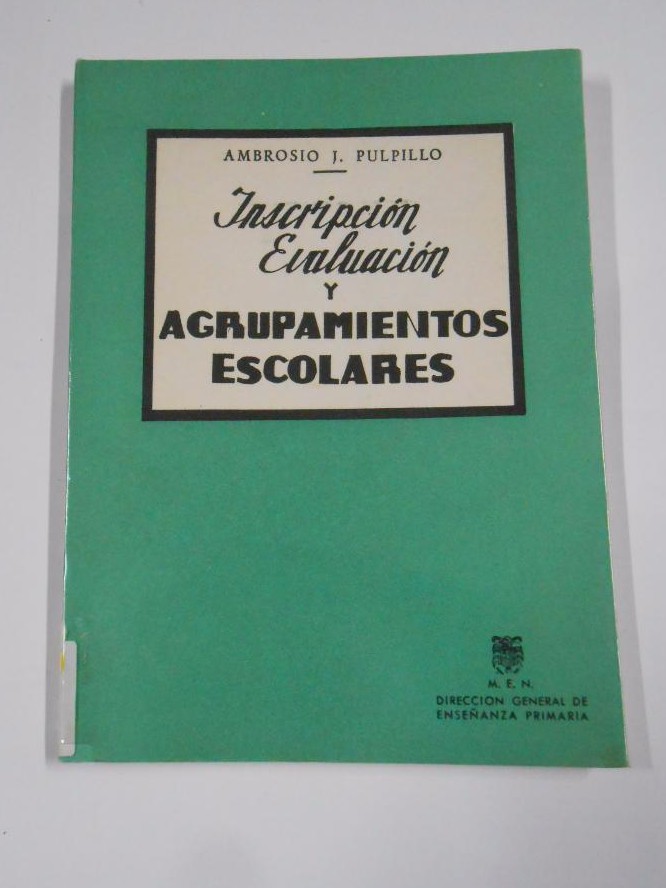 AMBROSIO J. PULPILLO
Inscripción
Evaluación
Y
AGRUPAMIENTOS
ESCOLARES
M. E. N.
DIRECCION GENERAL DE
ENSEÑANZA PRIMARIA